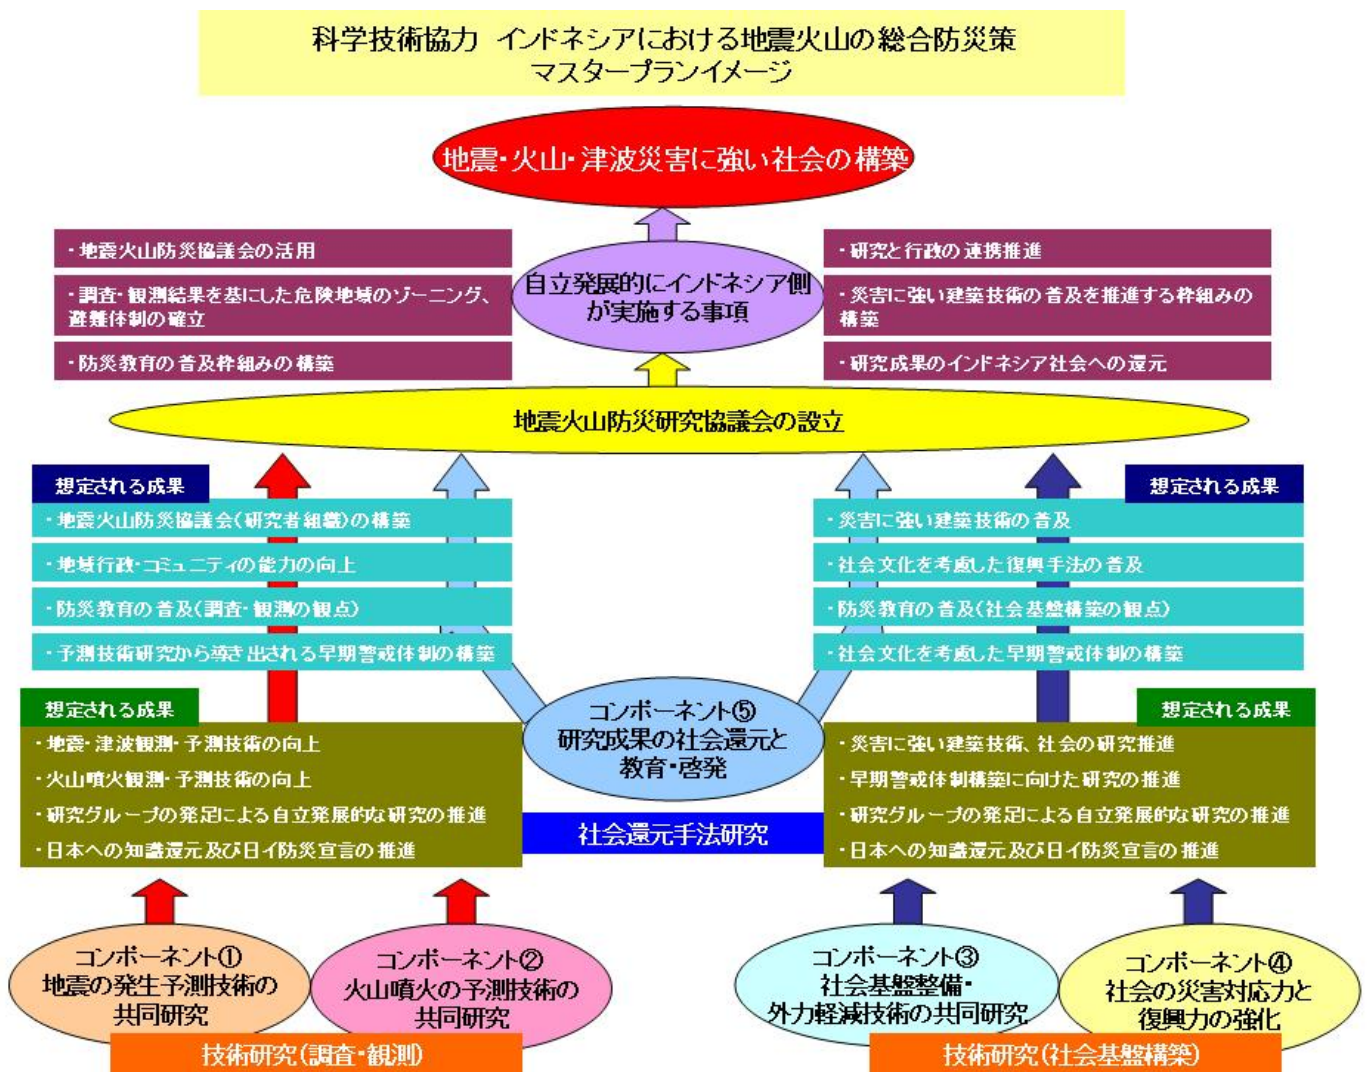 科学技術協力 インドネシアにおける地震火山の総合防災策
マスタープランイメージ
地震・火山・津波災害に強い社会の構築
・地震火山防災協議会の活用
・調査・観測結果を基にした危険地域のゾーニング、
避難体制の確立
・防災教育の普及枠組みの構築
自立発展的にインドネシア側
が実施する事項
・研究と行政の連携推進
・災害に強い建築技術の普及を推進する枠組みの
構築
・研究成果のインドネシア社会への還元
地震火山防災研究協議会の設立
想定される成果
・地震火山防災協議会(研究者組織)の構築
・地域行政・コミュニティの能力の向上
・防災教育の普及(調査・観測の観点)
・予測技術研究から導き出される早期警戒体制の構築
想定される成果
・災害に強い建築技術の普及
・社会文化を考慮した復興手法の普及
・防災教育の普及(社会基盤構築の観点)
・社会文化を考慮した早期警戒体制の構築
想定される成果
・地震・津波観測・予測技術の向上
・火山噴火観測・予測技術の向上
・研究グループの発足による自立発展的な研究の推進
・日本への知識還元及び日イ防災宣言の推進
コンポーネント⑤
研究成果の社会還元と
教育・啓発
社会還元手法研究
想定される成果
・災害に強い建築技術、社会の研究推進
・早期警戒体制構築に向けた研究の推進
・研究グループの発足による自立発展的な研究の推進
・日本への知識還元及び日イ防災宣言の推進
コンポーネント①
地震の発生予測技術の
共同研究
コンポーネント②
火山噴火の予測技術の
共同研究
技術研究(調査・観測)
コンポーネント③
社会基盤整備・
外力軽減技術の共同研究
コンポーネント④
社会の災害対応力と
復興力の強化
技術研究(社会基盤構築)